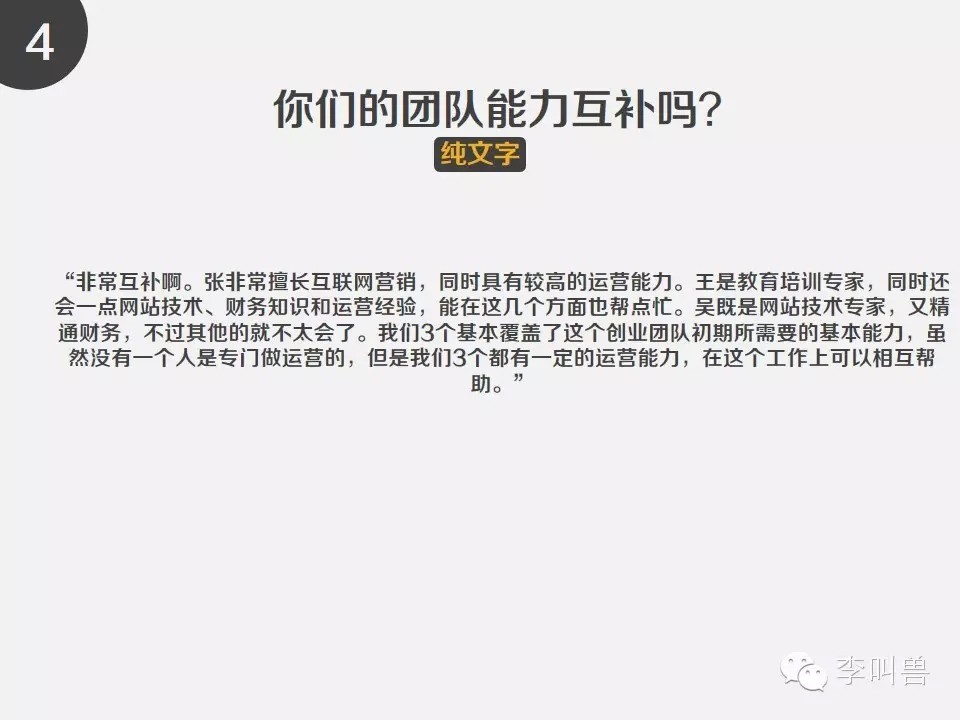 4
你们的团队能力互补吗？
纯文字
“非常互补啊。张非常擅长互联网营销，同时具有较高的运营能力。王是教育培训专家，同时还
会一点网站技术、财务知识和运营经验，能在这几个方面也帮点忙。吴既是网站技术专家，又精
通财务，不过其他的就不太会了。我们3个基本覆盖了这个创业团队初期所需要的基本能力，虽
然没有一个人是专门做运营的，但是我们3个都有一定的运营能力，在这个工作上可以相互帮
助。”
李叫兽